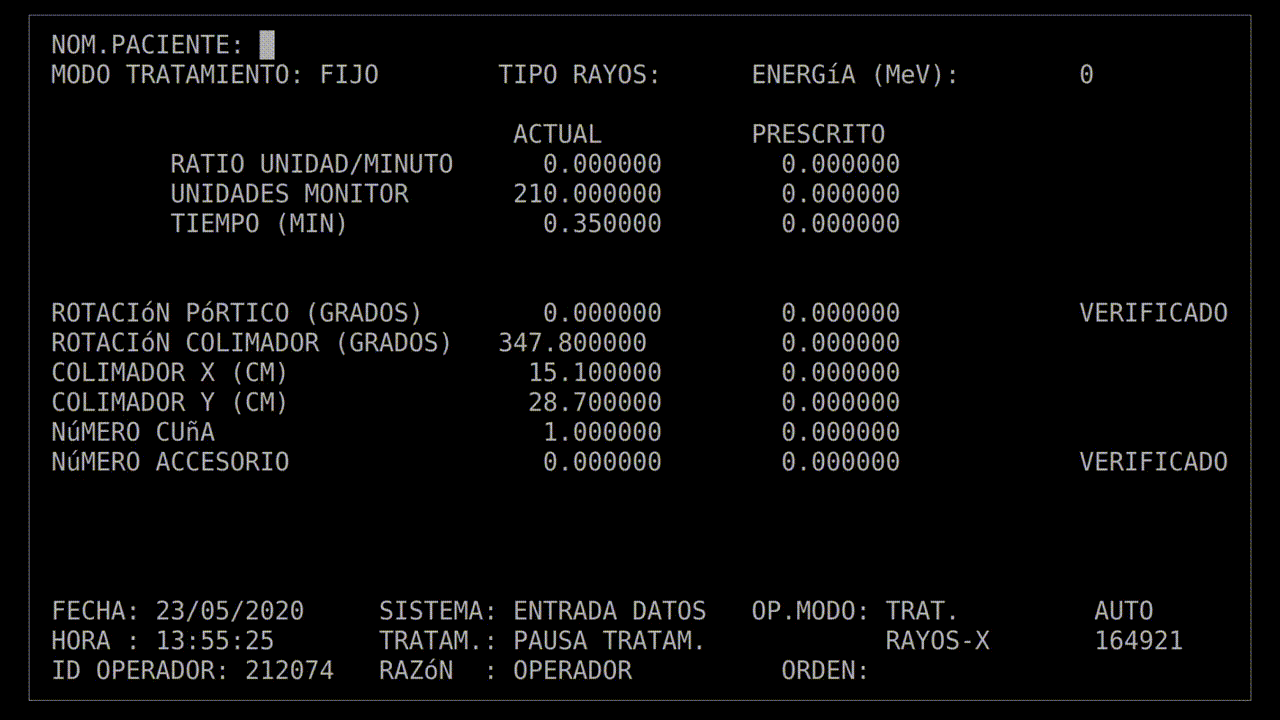 NOM.PACIENTE:
MODO TRATAMIENTO: FIJO TIPO RAYOS: ENERGíA (MeV): 0
ACTUAL PRESCRITO
RATIO UNIDAD/MINUTO 0.000000 0.000000
UNIDADES MONITOR 210.000000 0.000000
TIEMPO (MIN) 0.350000 0.000000
ROTACIóN PóRTICO (GRADOS) 0.000000 0.000000 VERIFICADO
ROTACIóN COLIMADOR (GRADOS) 347.800000 0.000000
COLIMADOR X (CM) 15.100000 0.000000
COLIMADOR Y (CM) 28.700000 0.000000
NúMERO CUñA 1.000000 0.000000
NúMERO ACCESORIO 0.000000 0.000000 VERIFICADO
FECHA: 23/05/2020 SISTEMA: ENTRADA DATOS OP.MODO: TRAT. AUTO
HORA : 13:55:25 TRATAM.: PAUSA TRATAM. RAYOS-X 164921
ID OPERADOR: 212074 RAZóN : OPERADOR ORDEN: